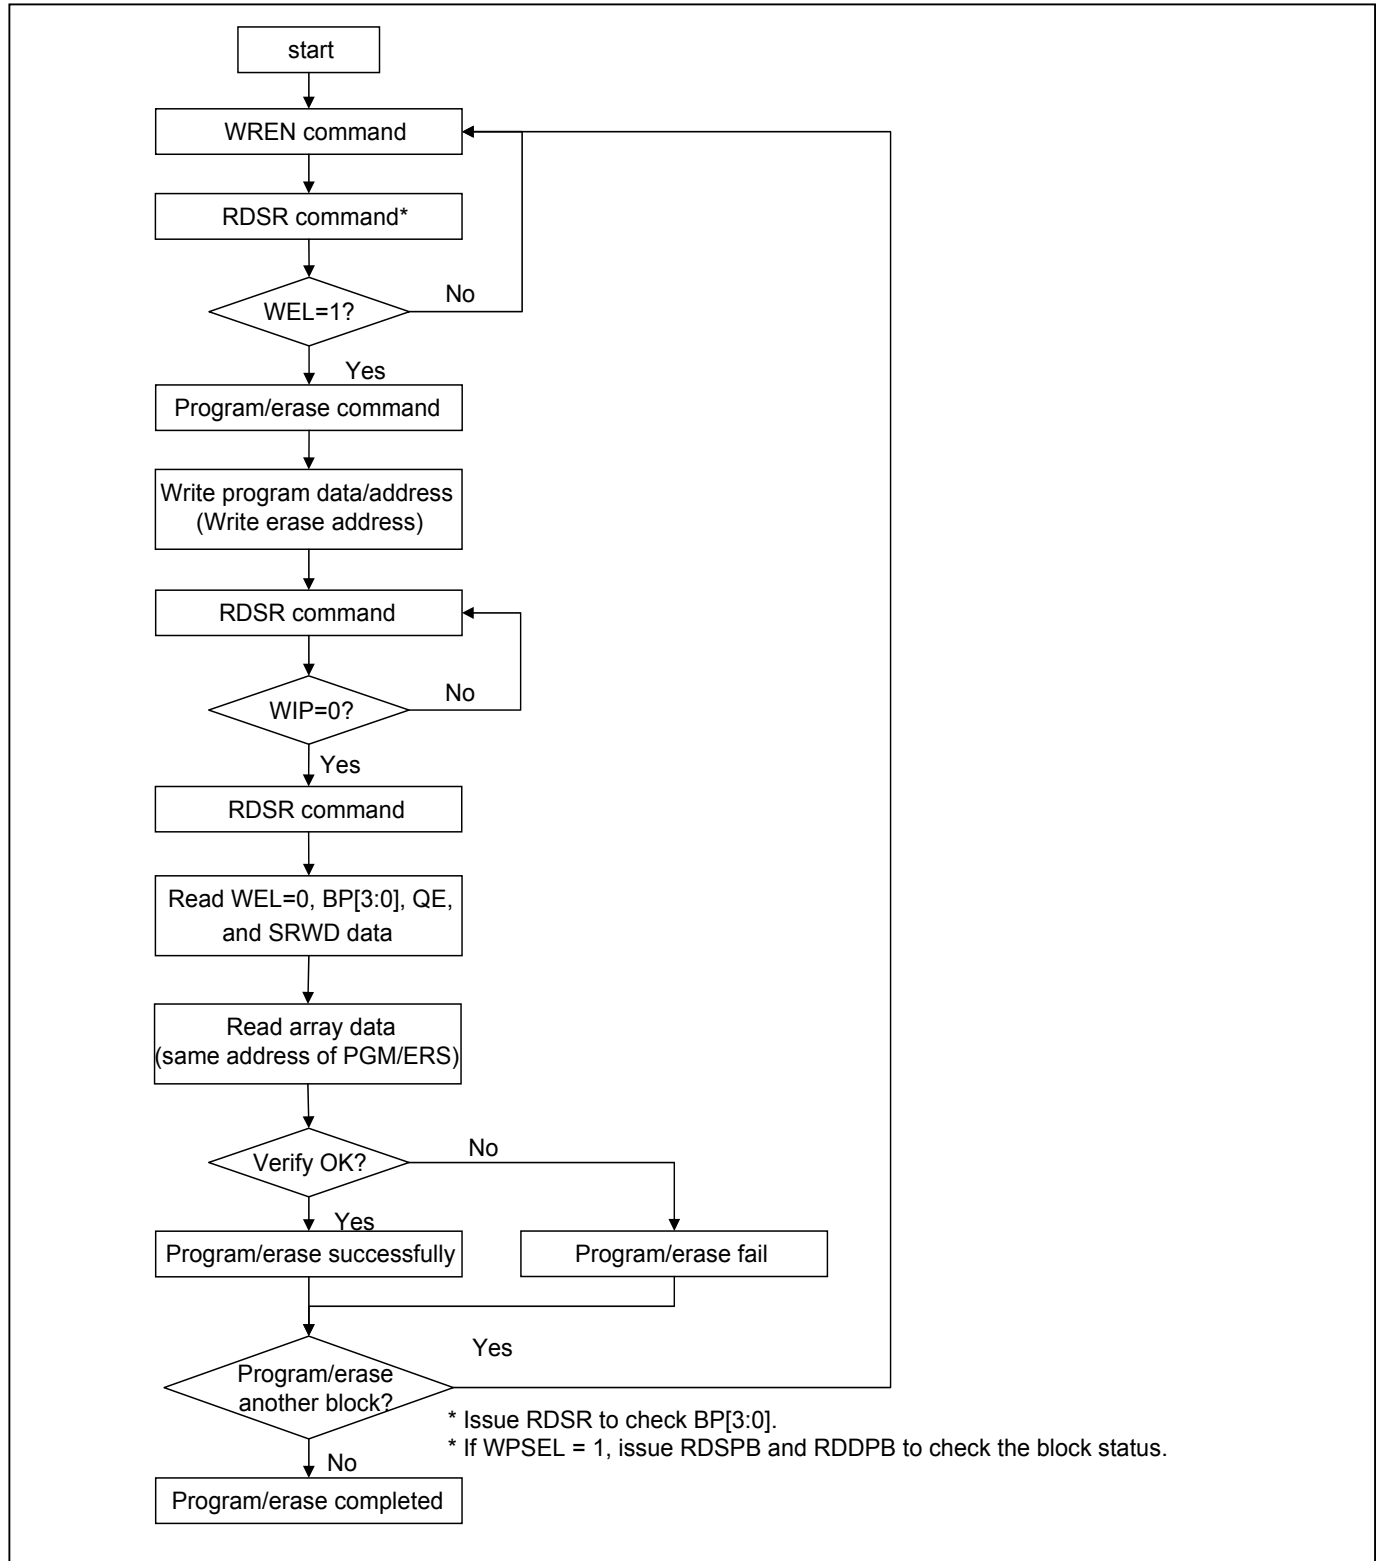 start
WREN command
RDSR command*
WEL=1?
No
Yes
Program/erase command
Write program data/address
(Write erase address)
RDSR command
WIP=0?
No
Yes
RDSR command
Read WEL=0, BP[3:0], QE,
and SRWD data
Read array data
(same address of PGM/ERS)
Verify OK?
No
Yes
Program/erase successfully
Program/erase fail
Yes
Program/erase
another block?
* Issue RDSR to check BP[3:0].
* If WPSEL = 1, issue RDSPB and RDDPB to check the block status.
No
Program/erase completed